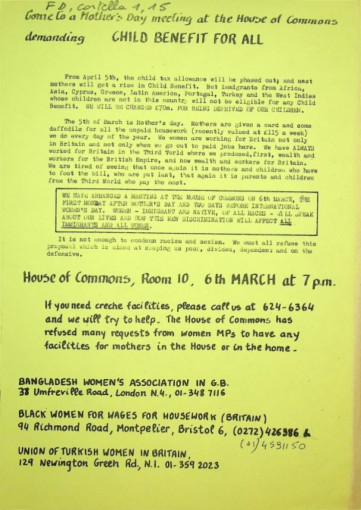 F D, cartella 1, 15
Come to a Mother's Day meeting at the House of Commons
demanding CHILD BENEFIT FOR ALL
From April 5th, the child tax allowance will be phased out; and most
mothers will get a rise in Child Benefit. But immigrants from Africa,
Asia, Cyprus, Greece, Latin America, Portugal, Turkey and the West Indies
whose children are not in this country will not be eligible for any Child
Benefit. WE WILL BE CHARGED FOR BEING DEPRIVED OF OUR CHILDREN.
The 5th of March is Mother's Day. Mothers are given a card and some
daffodils for all the unpaid housework (recently valued at £115 a week)
we do every day of the year. We women are working for Britain not only
in Britain and not only when we go out to paid jobs here. We have ALWAYS
worked for Britain in the Third World where we produced, first, wealth and
workers for the British Empire, and now wealth and workers for Britain.
We are tired of seeing that once again it is mothers and children who have
to foot the bill, who are put last, that again it is parents and children
from the Third World who pay the most.
WE HAVE ARRANGED A MEETING AT THE HOUSE OF COMMONS ON 6th MARCH, THE
FIRST MONDAY AFTER MOTHER'S DAY AND TWO DAYS BEFORE INTERNATIONAL
WOMEN'S DAY. WOMEN - IMMIGRANT AND NATIVE, OF ALL RACES - WILL SPEAK
ABOUT OUR LIVES AND HOW THIS NEW DISCRIMINATION WILL AFFECT ALL
IMMIGRANTS AND ALL WOMEN.
It is not enough to condemn racism and sexism. We must all refuse this
proposal which is aimed at keeping us poor, divided, dependent and on the
defensive.
House of Commons, Room 10, 6th MARCH at 7 pm.
If you need creche facilities, please call us at 624-6364
and we will try to help. The House of Commons has
refused many requests from women MPs to have any
facilities for mothers in the House or in the home.
BANGLADESH WOMEN'S ASSOCIATION IN G.B.
38 Umfreville Road, London N.4., 01-348 7116
BLACK WOMEN FOR WAGES FOR HOUSEWORK (BRITAIN)
94 Richmond Road, Montpelier, Bristol 6, (0272) 426386 &
(01) 4591150
UNION OF TURKISH WOMEN IN BRITAIN,
129 Newington Green Rd., N.1. 01-359 2023